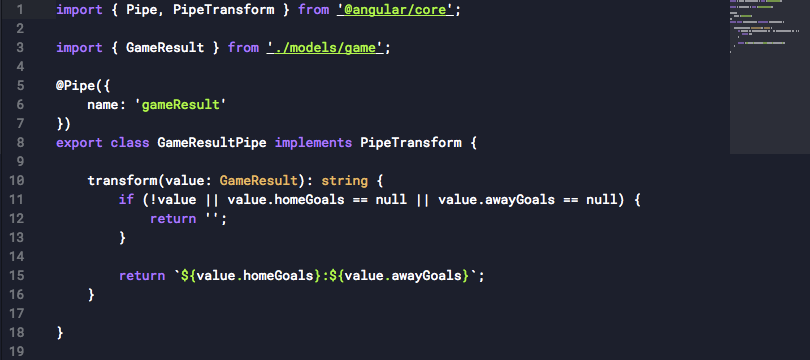 1 import { Pipe, PipeTransform } from '@angular/core';
2
3 import { GameResult } from './models/game';
4
5 @Pipe({
6     name: 'gameResult'
7 })
8 export class GameResultPipe implements PipeTransform {
9
10     transform(value: GameResult): string {
11         if (!value || value.homeGoals == null || value.awayGoals == null) {
12             return '';
13         }
14
15         return `${value.homeGoals}:${value.awayGoals}`;
16     }
17
18 }
19